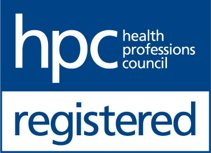 hpc
health
professions
council
registered